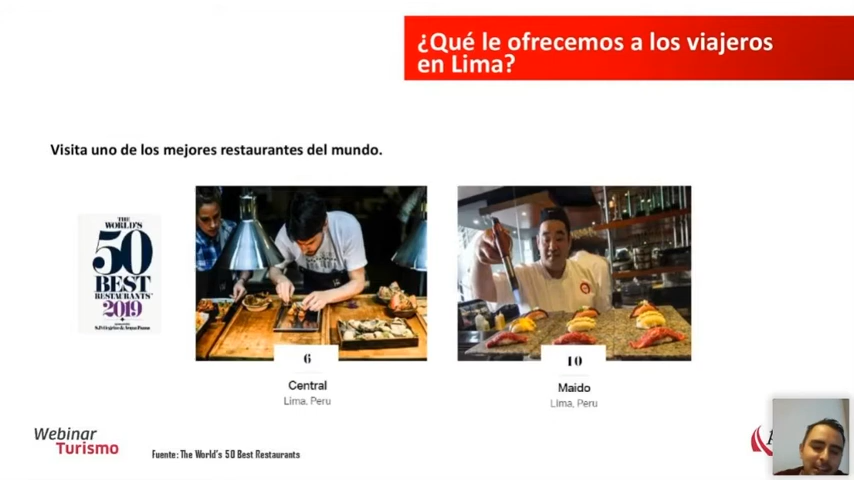 ¿Qué le ofrecemos a los viajeros
en Lima?
Visita uno de los mejores restaurantes del mundo.
THE
WORLD'S
50
BEST
RESTAURANTS
2019
6
10
Central
Lima, Peru
Maido
Lima, Peru
Webinar
Turismo
Fuente: The World's 50 Best Restaurants